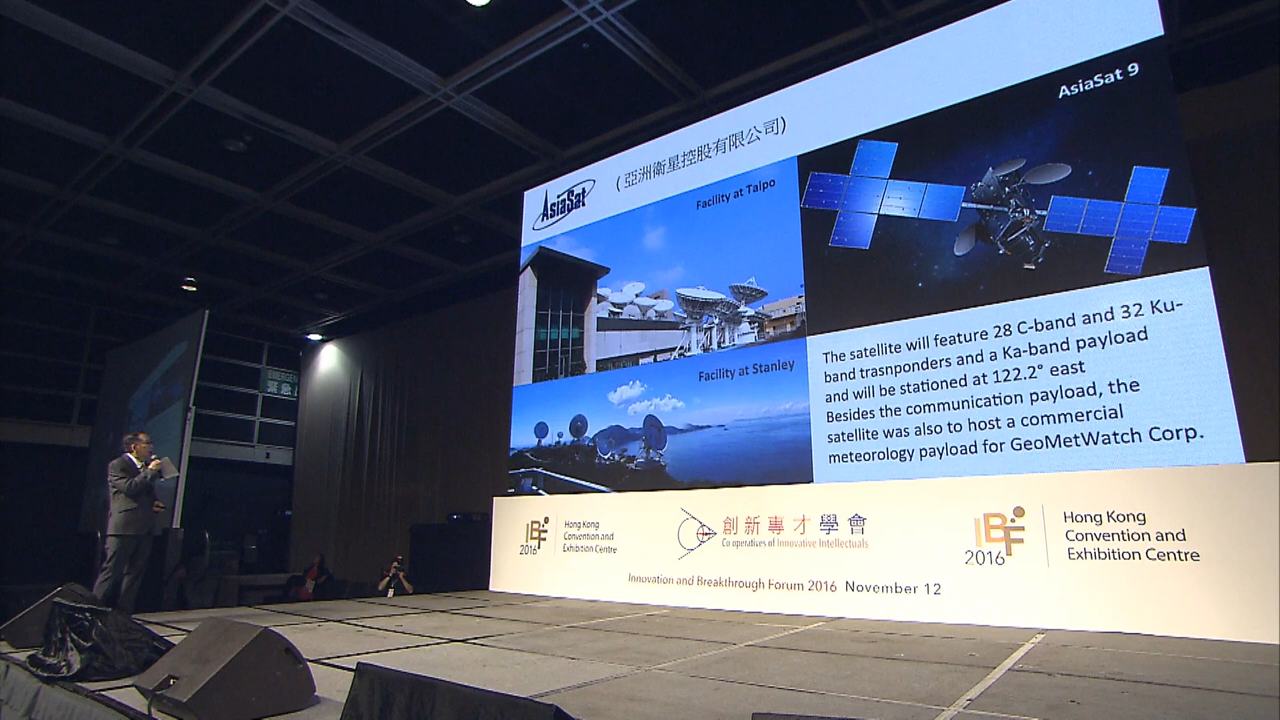 AsiaSat
(亞洲衛星控股有限公司)
AsiaSat 9
Facility at Taipo
Facility at Stanley
The satellite will feature 28 C-band and 32 Ku-
band trasnponders and a Ka-band payload
and will be stationed at 122.2° east
Besides the communication payload, the
satellite was also to host a commercial
meteorology payload for GeoMetWatch Corp.
EMERGEN
緊急
IBF
2016
Hong Kong
Convention and
Exhibition Centre
創新專才學會
Co operatives of Innovative Intellectuals
IBF
2016
Hong Kong
Convention and
Exhibition Centre
Innovation and Breakthrough Forum 2016 November 12